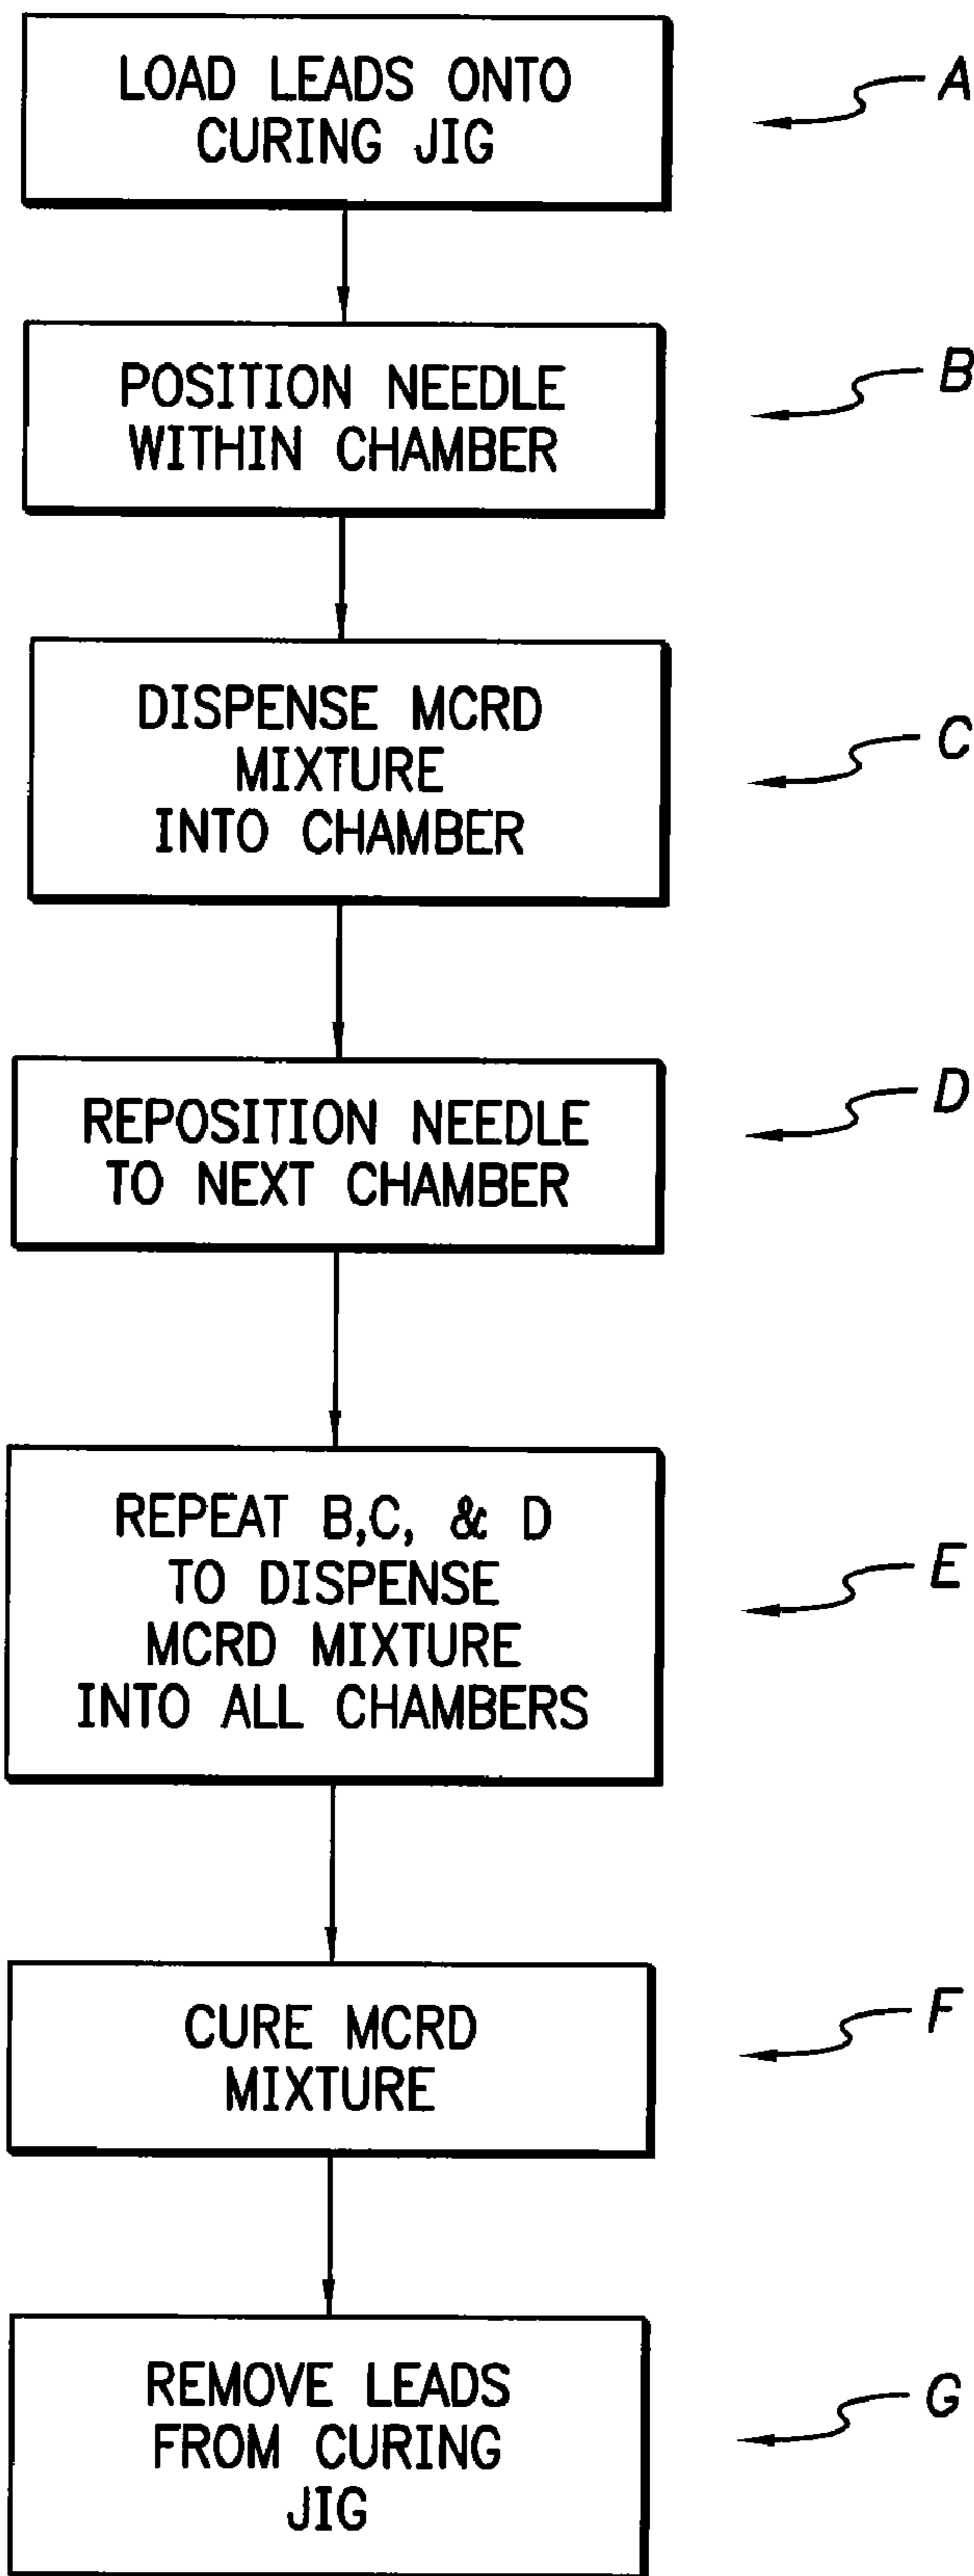 LOAD LEADS ONTO
CURING JIG
A
POSITION NEEDLE
WITHIN CHAMBER
B
DISPENSE MCRD
MIXTURE
INTO CHAMBER
C
REPOSITION NEEDLE
TO NEXT CHAMBER
D
REPEAT B,C, & D
TO DISPENSE
MCRD MIXTURE
INTO ALL CHAMBERS
E
CURE MCRD
MIXTURE
F
REMOVE LEADS
FROM CURING
JIG
G